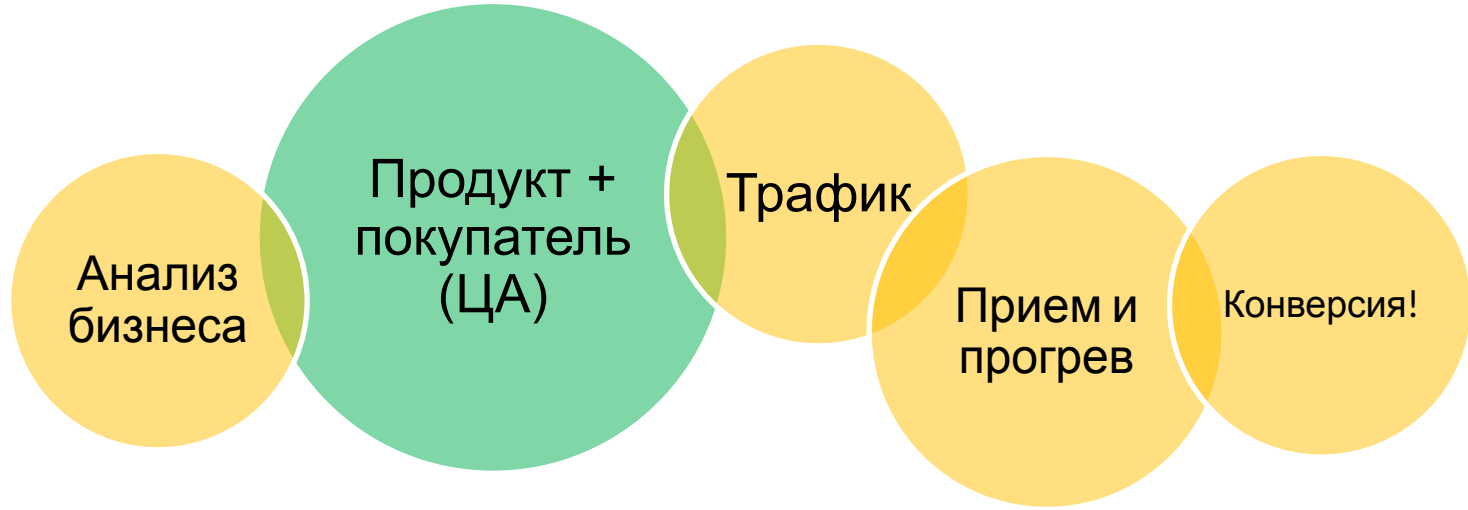 Анализ
бизнеса
Продукт +
покупатель
(ЦА)
Трафик
Прием и
прогрев
Конверсия!